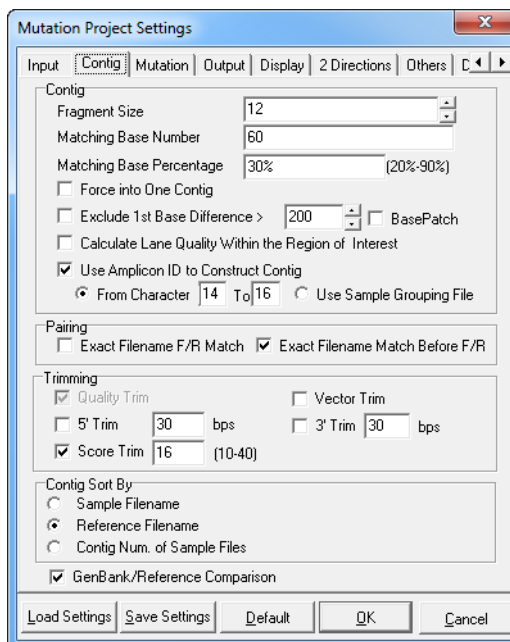 Mutation Project Settings
Input Contig Mutation Output Display 2 Directions Others
Contig
Fragment Size 12
Matching Base Number 60
Matching Base Percentage 30% (20%-90%)
Force into One Contig
Exclude 1st Base Difference > 200 BasePatch
Calculate Lane Quality Within the Region of Interest
Use Amplicon ID to Construct Contig
From Character 14 To 16 Use Sample Grouping File
Pairing
Exact Filename F/R Match Exact Filename Match Before F/R
Trimming
Quality Trim Vector Trim
5' Trim 30 bps 3' Trim 30 bps
Score Trim 16 (10-40)
Contig Sort By
Sample Filename
Reference Filename
Contig Num. of Sample Files
GenBank/Reference Comparison
Load Settings Save Settings Default OK Cancel